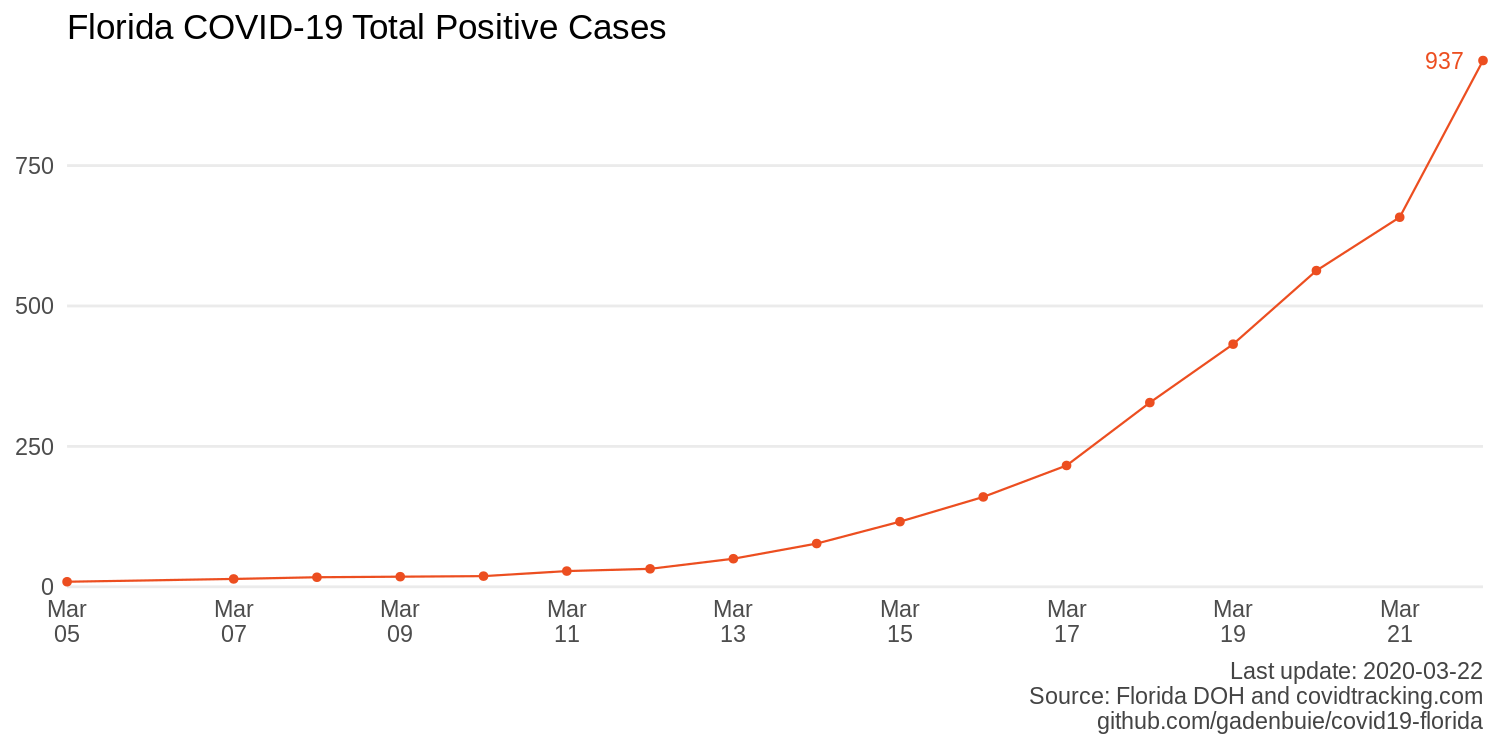 Florida COVID-19 Total Positive Cases
937
750
500
250
0
Mar Mar Mar Mar Mar Mar Mar Mar Mar
05 07 09 11 13 15 17 19 21
Last update: 2020-03-22
Source: Florida DOH and covidtracking.com
github.com/gadenbuie/covid19-florida